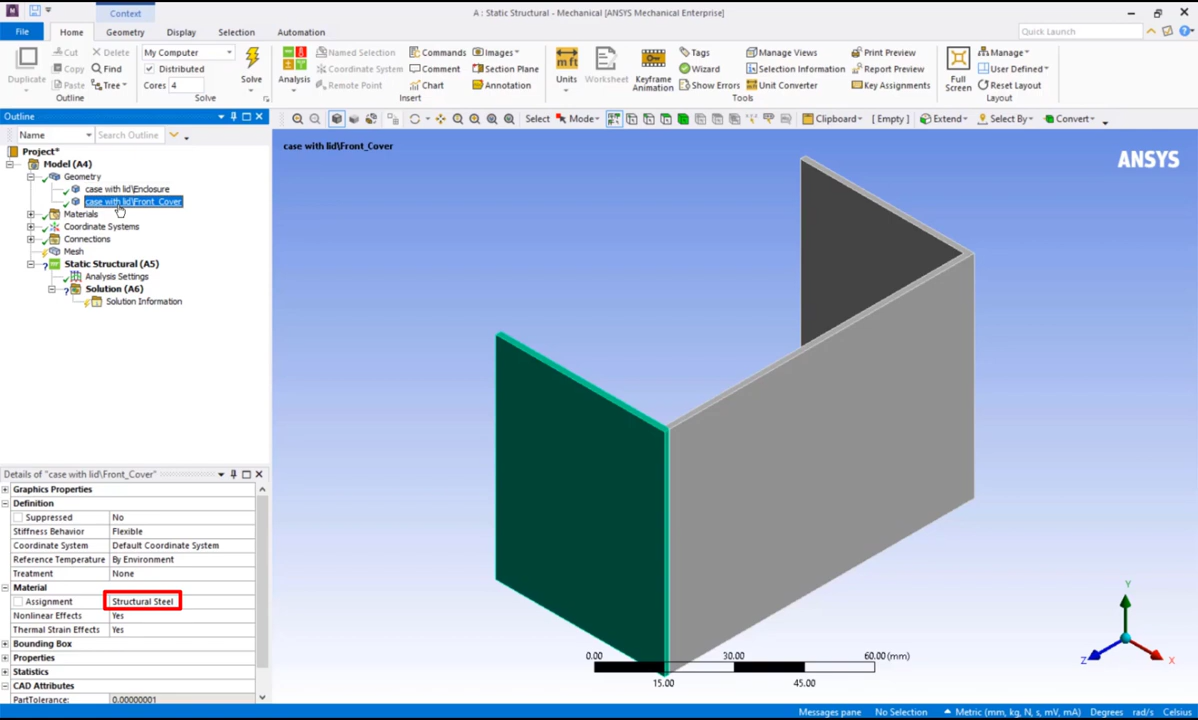 Context
A : Static Structural - Mechanical [ANSYS Mechanical Enterprise]
File Home Geometry Display Selection Automation
Quick Launch
Duplicate
Cut Delete
Copy Find
Paste Tree
Outline
My Computer
Distributed
Cores 4
Solve
Solve
Analysis
Named Selection Commands Images
Coordinate System Comment Section Plane
Remote Point Chart Annotation
Insert
Units
Worksheet
Keyframe
Animation
Tags Manage Views Print Preview
Wizard Selection Information Report Preview
Show Errors Unit Converter Key Assignments
Tools
Full
Screen
Manage
User Defined
Reset Layout
Layout
Outline
Select Mode Clipboard [ Empty ] Extend Select By Convert
Name Search Outline
Project*
Model (A4)
Geometry
case with lid\Enclosure
case with lid\Front_Cover
Materials
Coordinate Systems
Connections
Mesh
Static Structural (A5)
Analysis Settings
Solution (A6)
Solution Information
case with lid\Front_Cover
ANSYS
Details of "case with lid\Front_Cover"
Graphics Properties
Definition
Suppressed No
Stiffness Behavior Flexible
Coordinate System Default Coordinate System
Reference Temperature By Environment
Treatment None
Material
Assignment Structural Steel
Nonlinear Effects Yes
Thermal Strain Effects Yes
Bounding Box
Properties
Statistics
CAD Attributes
PartTolerance: 0.00000001
0.00 30.00 60.00 (mm)
15.00 45.00
Y
Z X
Messages pane No Selection Metric (mm, kg, N, s, mV, mA) Degrees rad/s Celsius